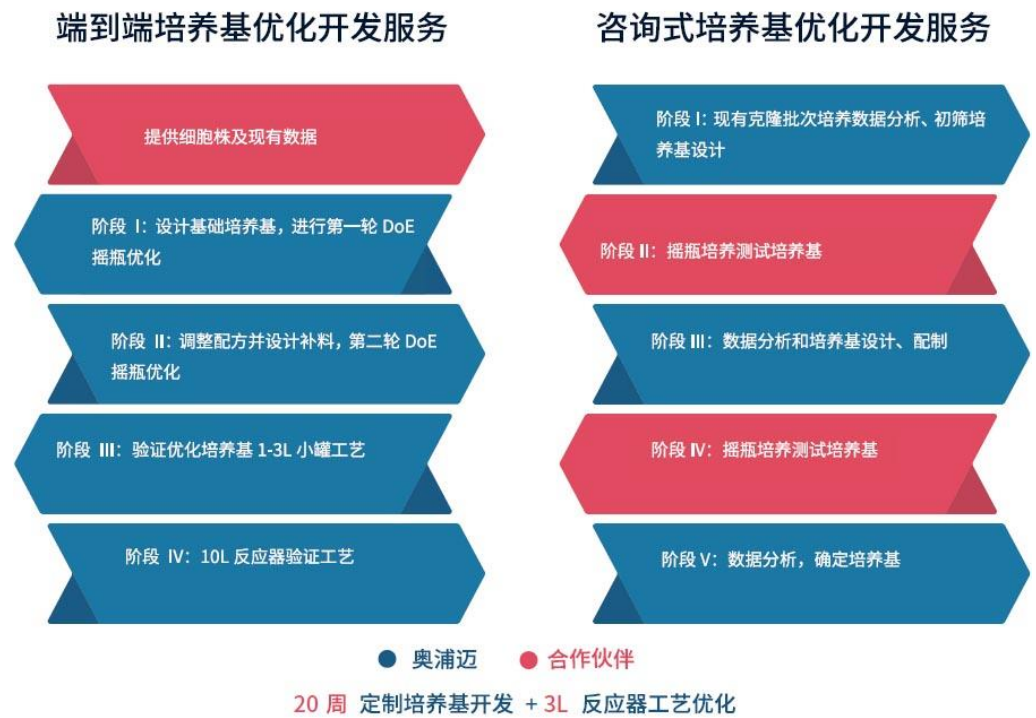 端到端培养基优化开发服务
提供细胞株及现有数据
阶段 I：设计基础培养基，进行第一轮 DoE
摇瓶优化
阶段 II：调整配方并设计补料，第二轮 DoE
摇瓶优化
阶段 III：验证优化培养基 1-3L 小罐工艺
阶段 IV：10L 反应器验证工艺
咨询式培养基优化开发服务
阶段 I：现有克隆批次培养数据分析、初筛培
养基设计
阶段 II：摇瓶培养测试培养基
阶段 III：数据分析和培养基设计、配制
阶段 IV：摇瓶培养测试培养基
阶段 V：数据分析，确定培养基
奥浦迈 合作伙伴
20 周 定制培养基开发 + 3L 反应器工艺优化